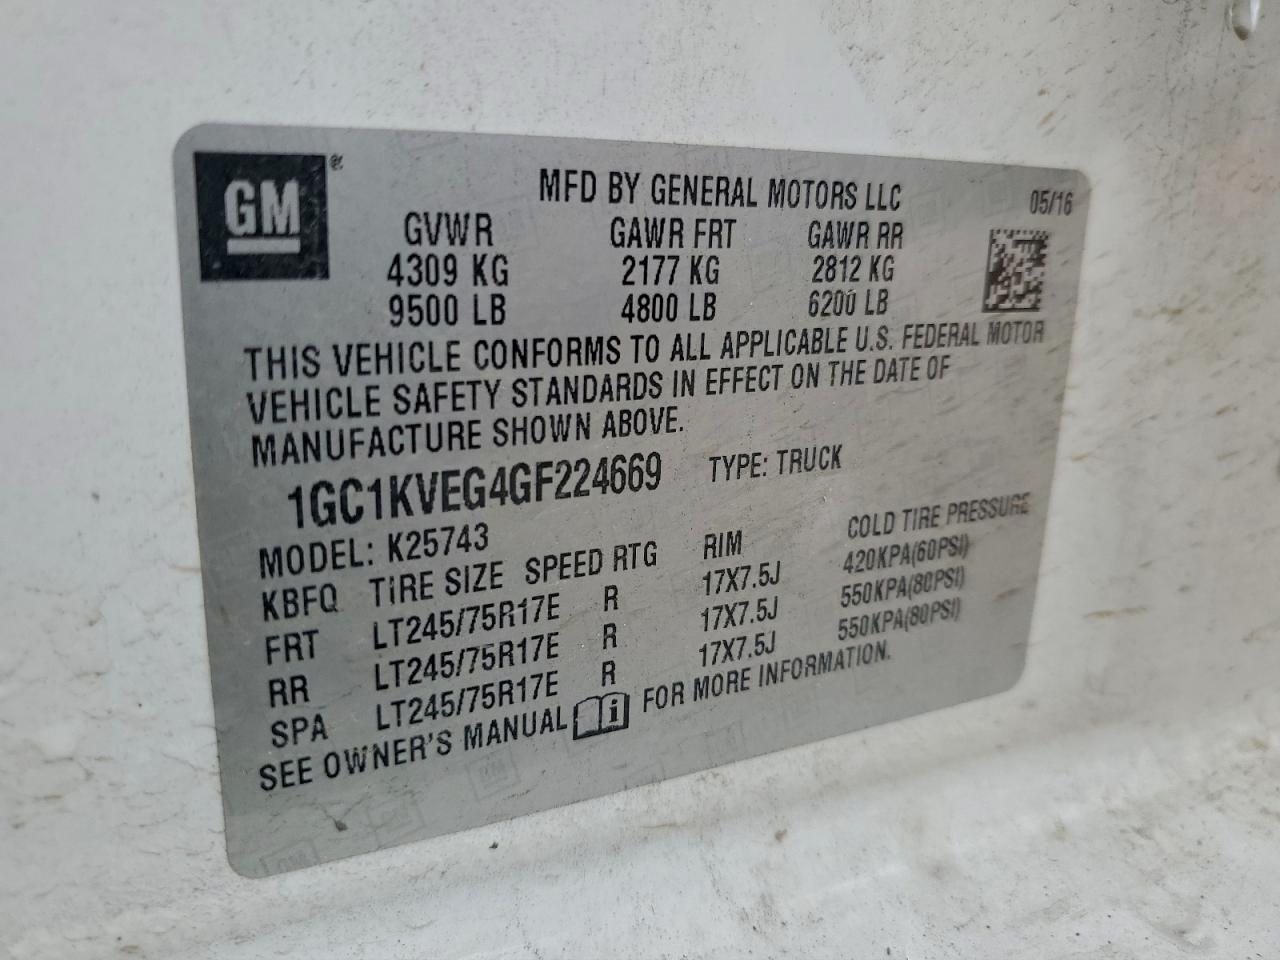 GM ®
MFD BY GENERAL MOTORS LLC 05/16
GVWR GAWR FRT GAWR RR
4309 KG 2177 KG 2812 KG
9500 LB 4800 LB 6200 LB
THIS VEHICLE CONFORMS TO ALL APPLICABLE U.S. FEDERAL MOTOR
VEHICLE SAFETY STANDARDS IN EFFECT ON THE DATE OF
MANUFACTURE SHOWN ABOVE.
1GC1KVEG4GF224669 TYPE: TRUCK
MODEL: K25743
KBFQ TIRE SIZE SPEED RTG RIM COLD TIRE PRESSURE
FRT LT245/75R17E R 17X7.5J 420KPA(60PSI)
RR LT245/75R17E R 17X7.5J 550KPA(80PSI)
SPA LT245/75R17E R 17X7.5J 550KPA(80PSI)
SEE OWNER'S MANUAL i FOR MORE INFORMATION.